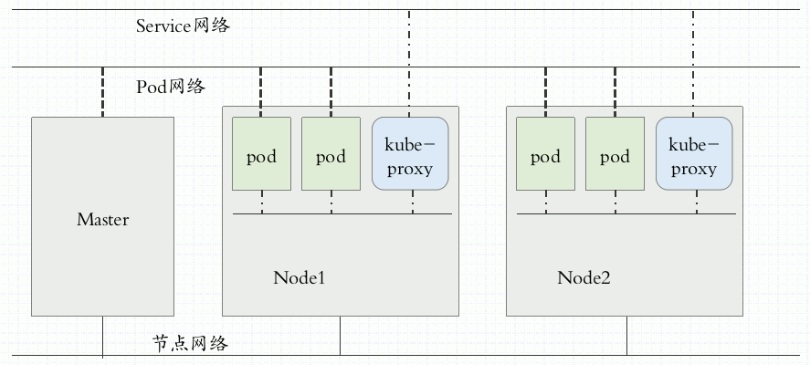 Service网络
Pod网络
pod
pod
kube-
proxy
pod
pod
kube-
proxy
Master
Node1
Node2
节点网络